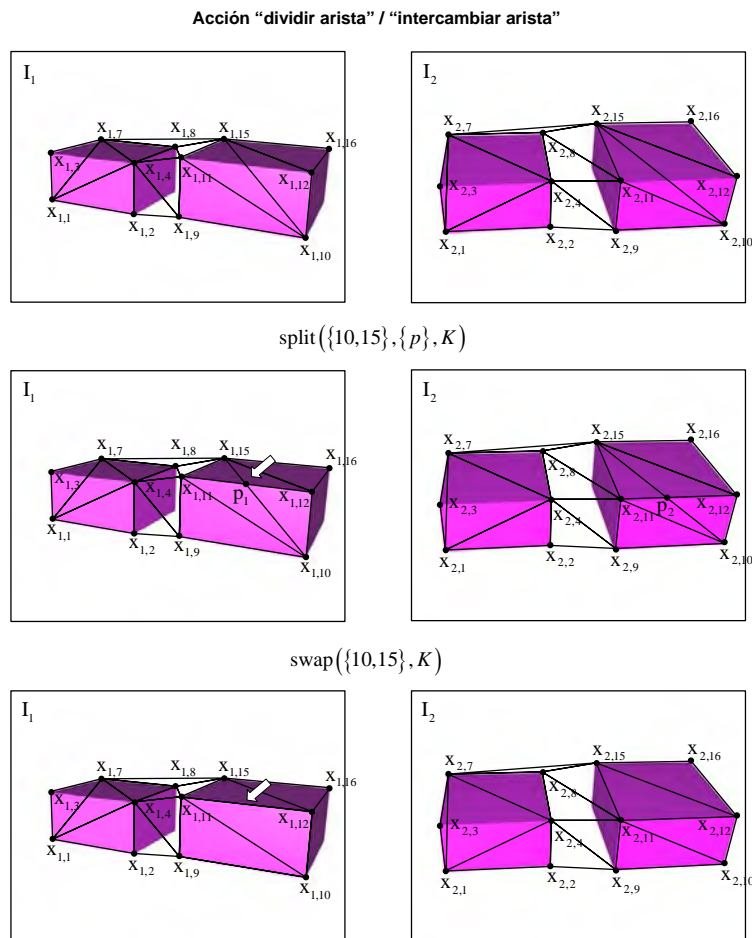 Acción “dividir arista” / “intercambiar arista”
I1
x1,7 x1,8 x1,15
x1,16
x1,3 x1,4 x1,11 x1,12
x1,1
x1,2 x1,9
x1,10
I2
x2,15 x2,16
x2,7
x2,8
x2,3 x2,4 x2,11 x2,12
x2,1 x2,2 x2,9 x2,10
split({10,15},{p},K)
I1
x1,7 x1,8 x1,15
x1,16
x1,3 x1,4 x1,11 p1 x1,12
x1,1
x1,2 x1,9
x1,10
I2
x2,15 x2,16
x2,7
x2,8
x2,3 x2,4 x2,11 p2 x2,12
x2,1 x2,2 x2,9 x2,10
swap({10,15},K)
I1
x1,7 x1,8 x1,15
x1,16
x1,3 x1,4 x1,11 x1,12
x1,1
x1,2 x1,9
x1,10
I2
x2,15 x2,16
x2,7
x2,8
x2,3 x2,4 x2,11 x2,12
x2,1 x2,2 x2,9 x2,10